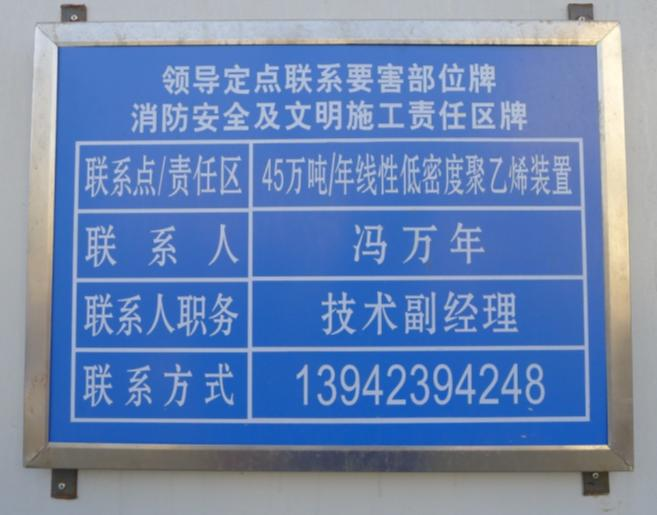 领导定点联系要害部位牌
消防安全及文明施工责任区牌
联系点/责任区 45万吨/年线性低密度聚乙烯装置
联系人 冯万年
联系人职务 技术副经理
联系方式 13942394248